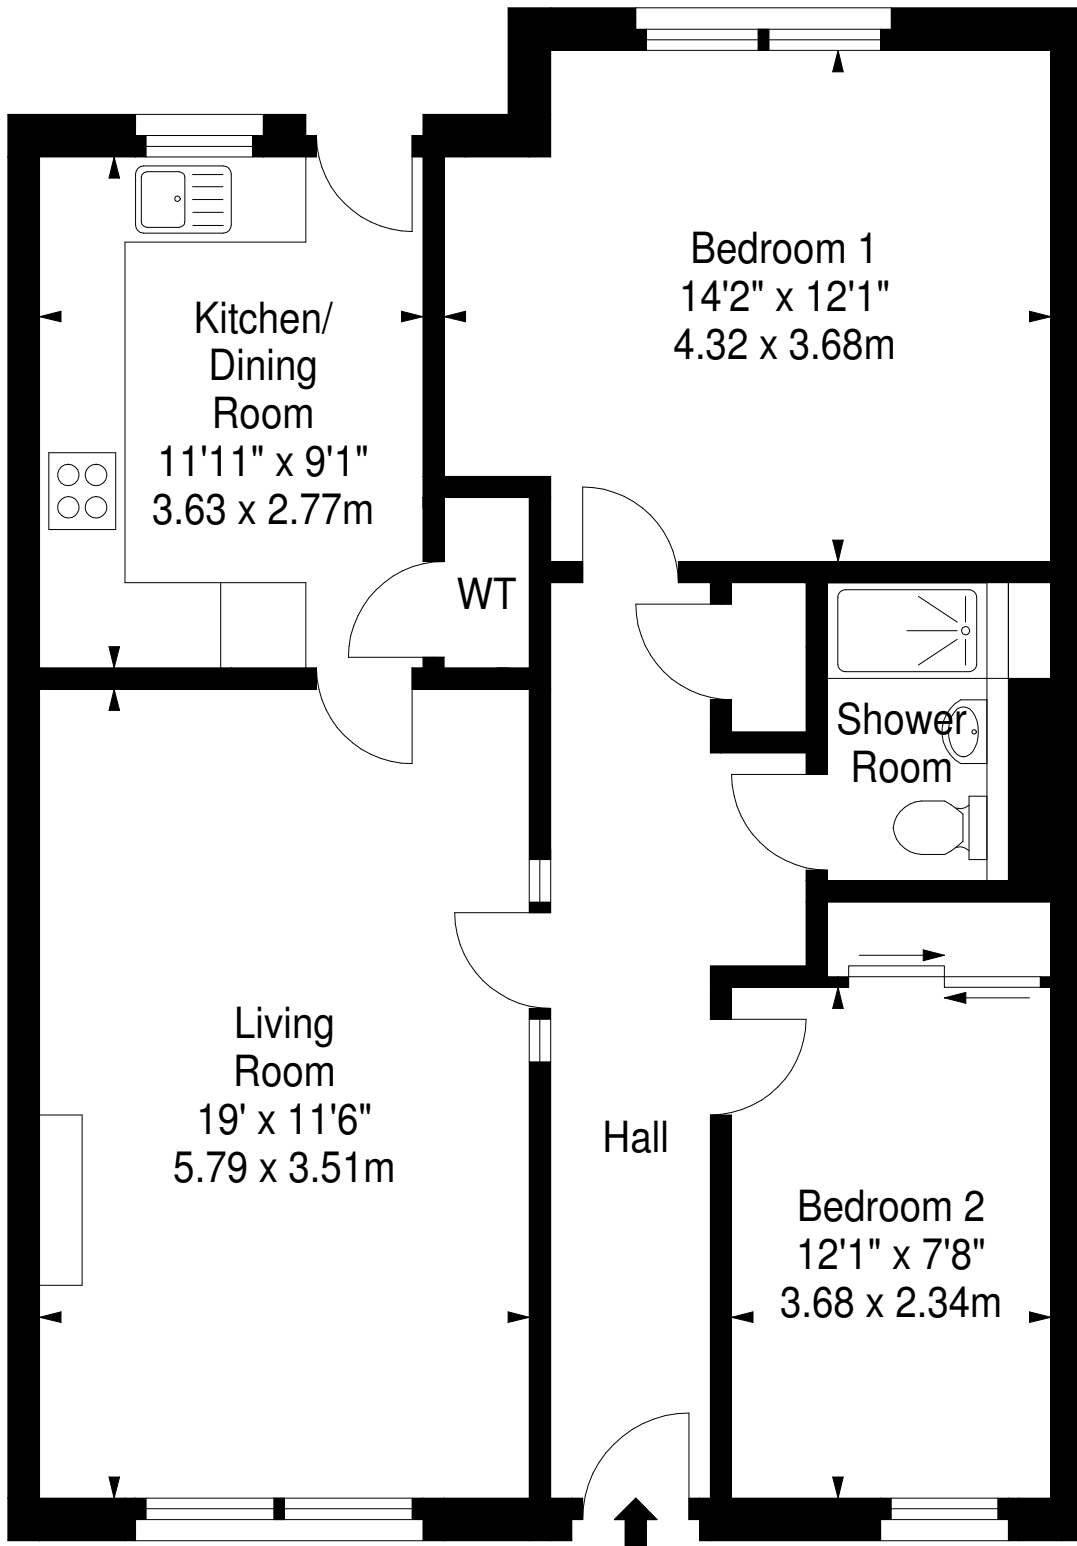 Bedroom 1
14'2" x 12'1"
4.32 x 3.68m
Kitchen/
Dining
Room
11'11" x 9'1"
3.63 x 2.77m
WT
Shower
Room
Living
Room
19' x 11'6"
5.79 x 3.51m
Hall
Bedroom 2
12'1" x 7'8"
3.68 x 2.34m